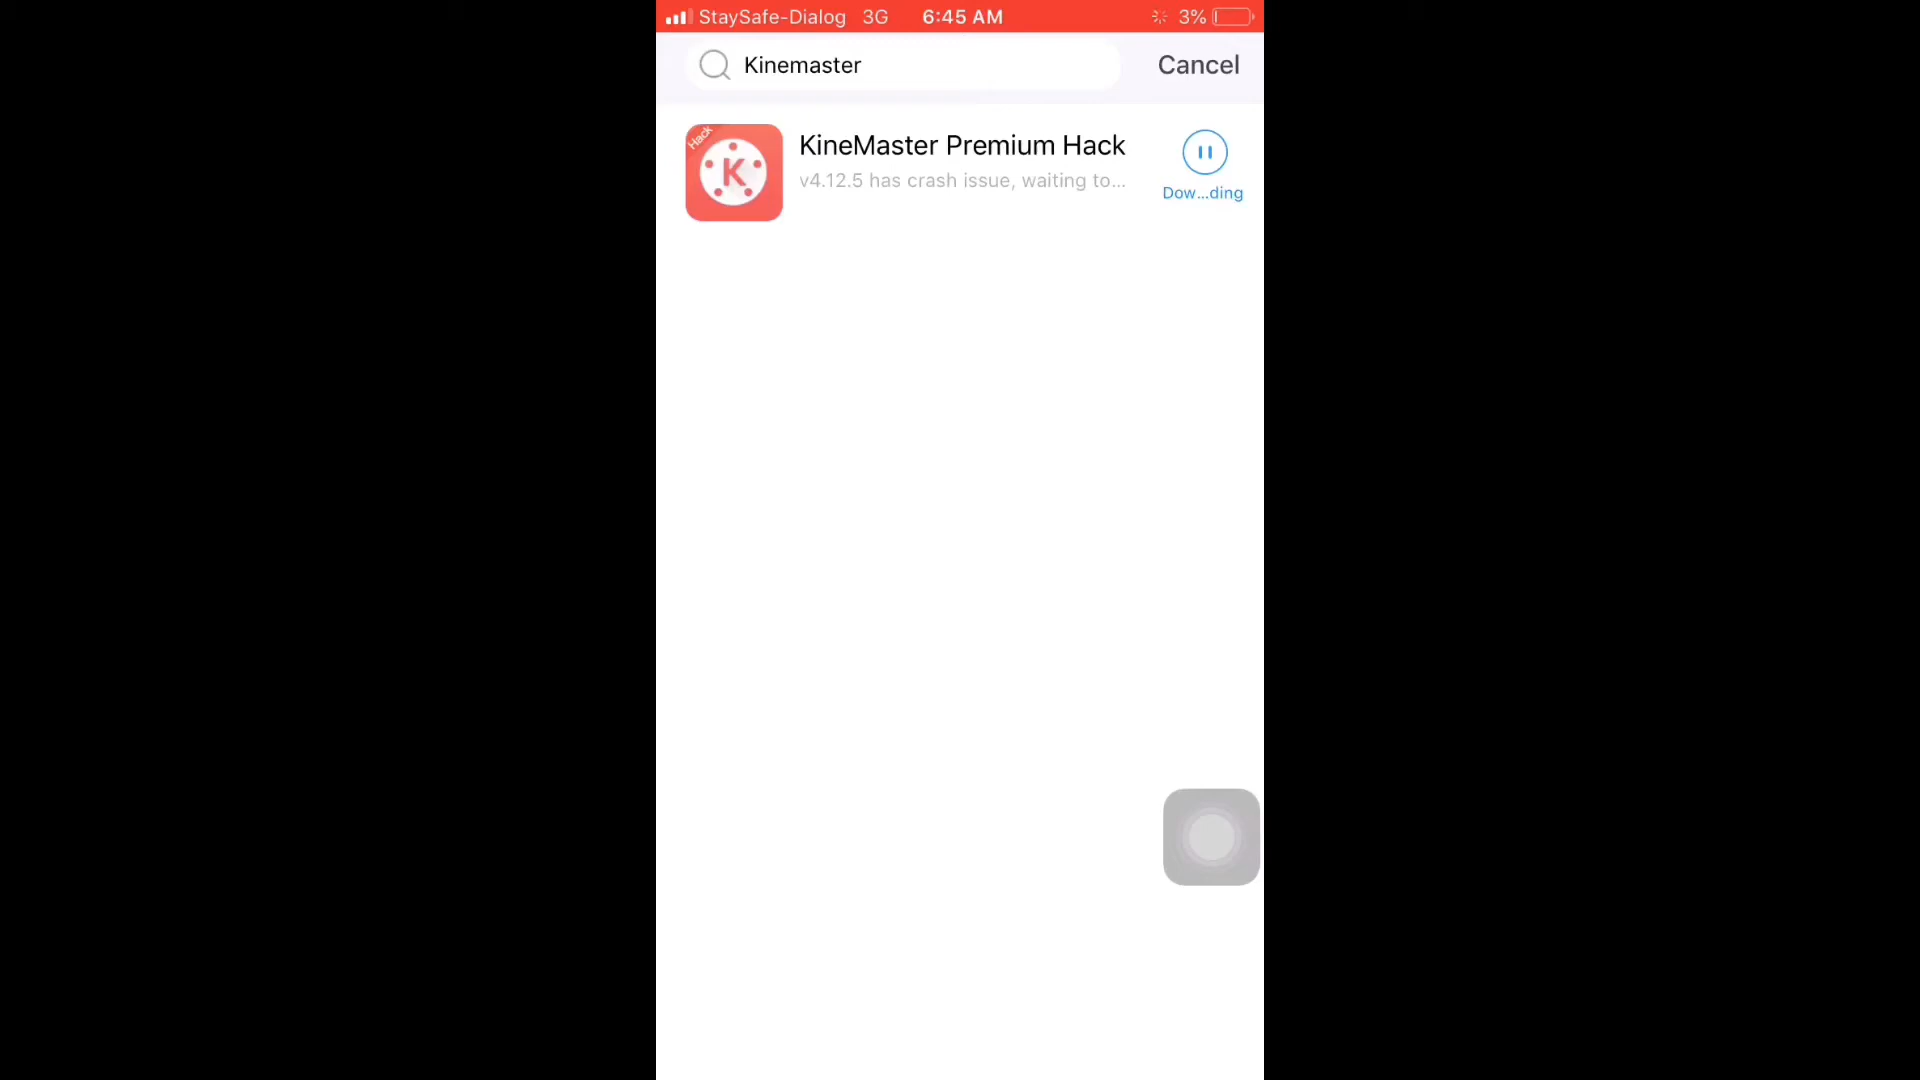 StaySafe-Dialog 3G 6:45 AM 3%
Kinemaster Cancel
Hack
K
KineMaster Premium Hack
v4.12.5 has crash issue, waiting to...
Dow...ding